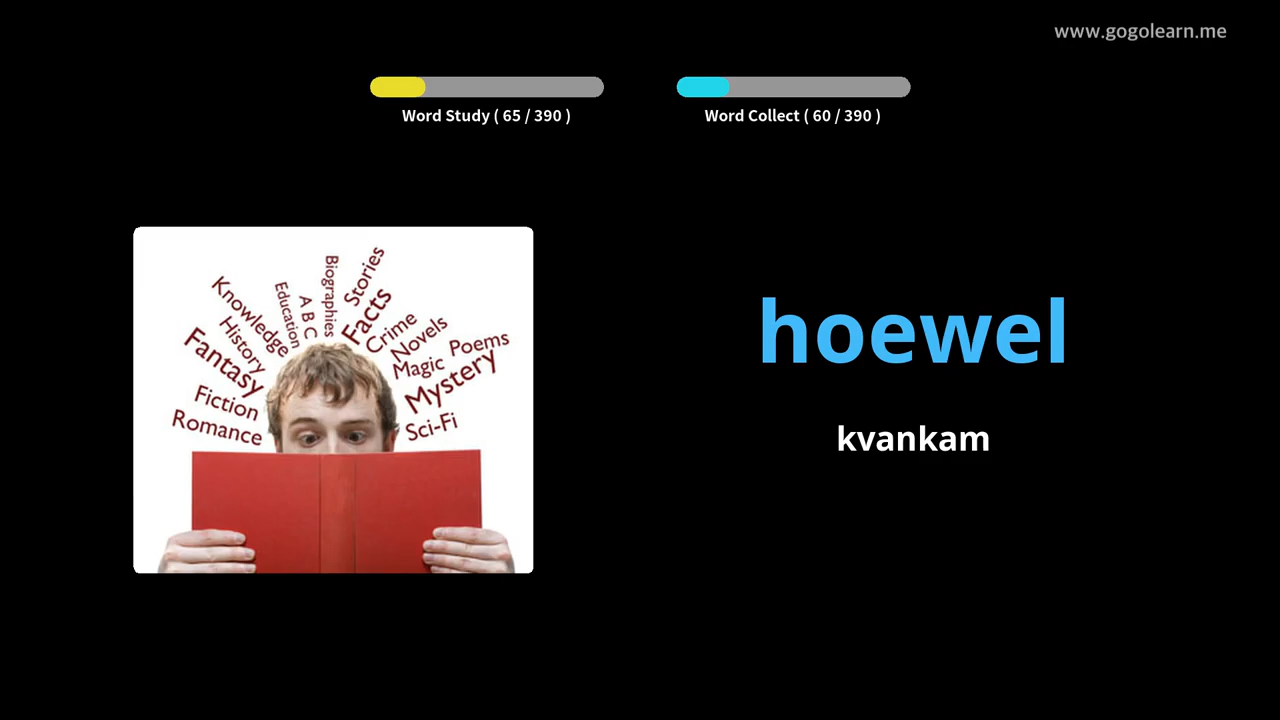 www.gogolearn.me
Word Study ( 65 / 390 )
Word Collect ( 60 / 390 )
Biographies
Stories
Education
A B C
Facts
Knowledge
Crime
History
Novels
Poems
Fantasy
Magic
Mystery
Fiction
Romance
Sci-Fi
hoewel
kvankam